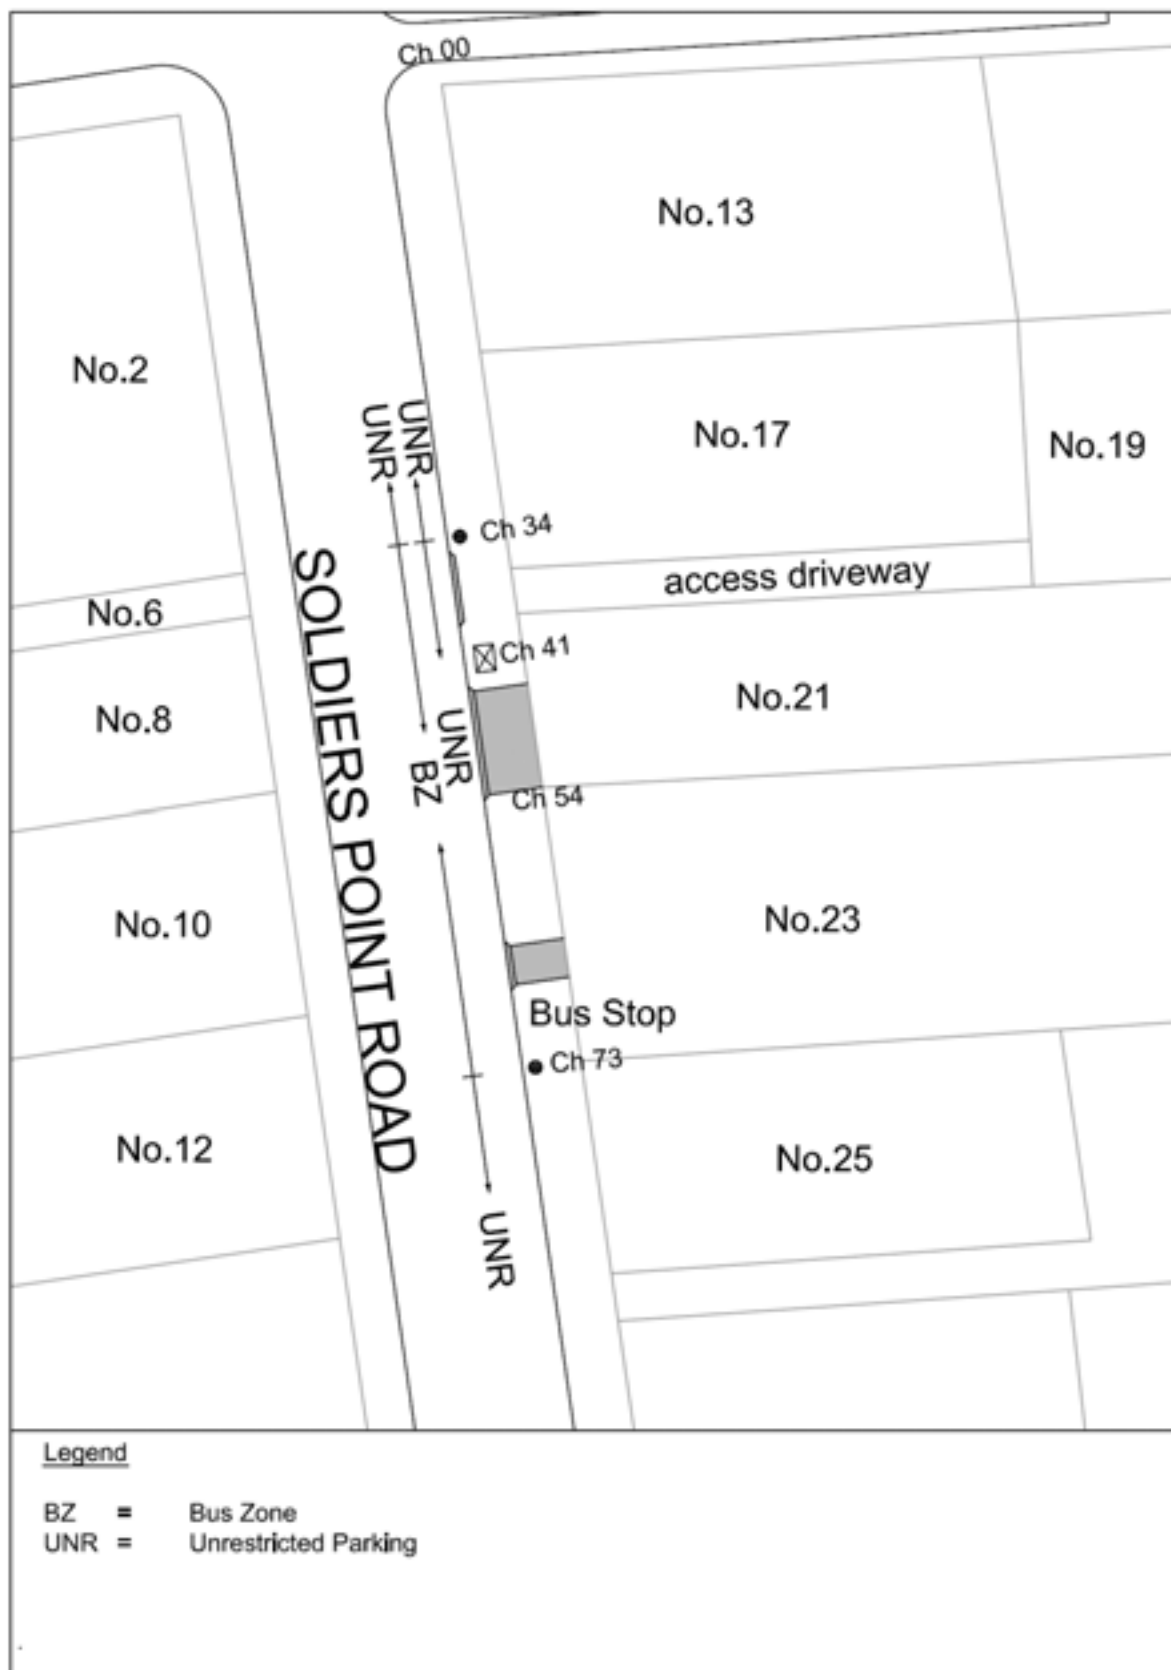 Ch 00
No.13
No.2
UNR
UNR
No.17
No.19
Ch 34
SOLDIERS POINT ROAD
access driveway
No.6
Ch 41
No.8
UNR
BZ
No.21
Ch 54
No.10
No.23
Bus Stop
Ch 73
No.12
No.25
UNR
Legend
BZ = Bus Zone
UNR = Unrestricted Parking